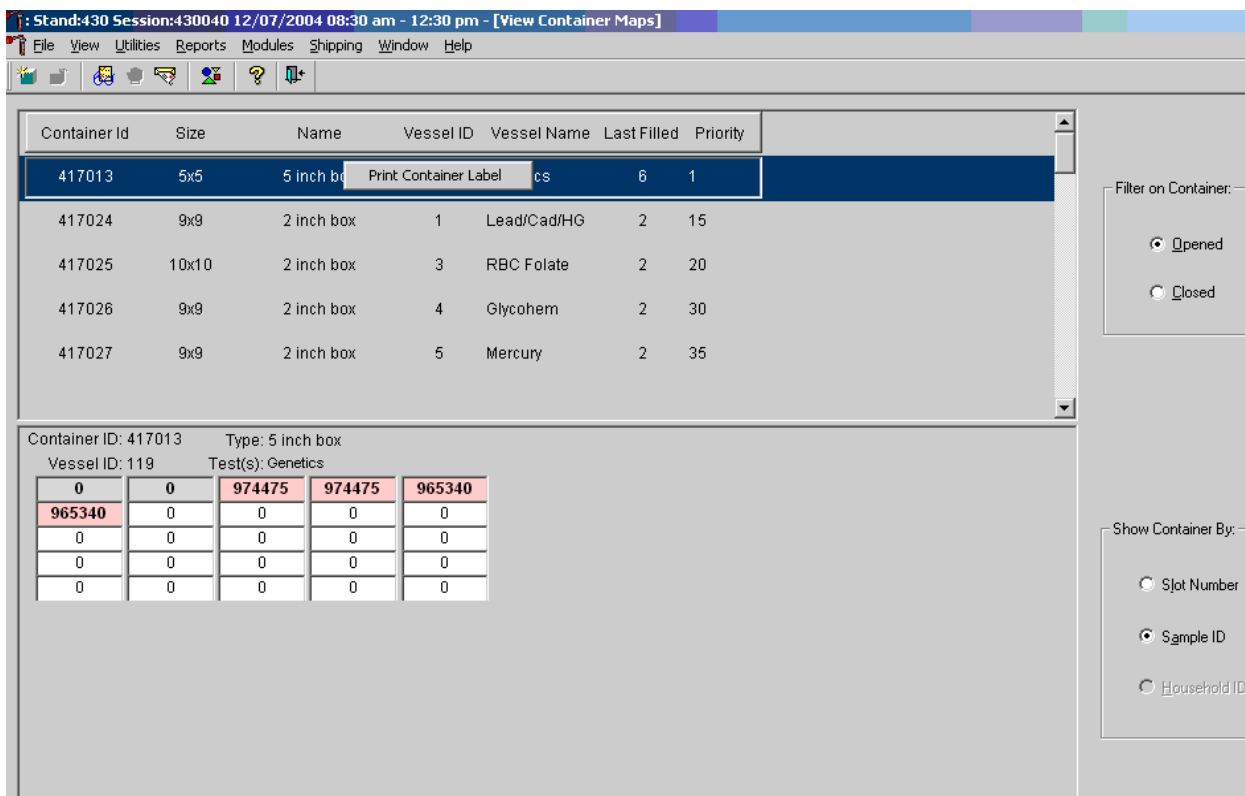 : Stand:430 Session:430040 12/07/2004 08:30 am - 12:30 pm - [View Container Maps]
File View Utilities Reports Modules Shipping Window Help
Container Id Size Name Vessel ID Vessel Name Last Filled Priority
417013 5x5 5 inch Print Container Label cs 6 1
417024 9x9 2 inch box 1 Lead/Cad/HG 2 15
417025 10x10 2 inch box 3 RBC Folate 2 20
417026 9x9 2 inch box 4 Glycohem 2 30
417027 9x9 2 inch box 5 Mercury 2 35
Filter on Container:
Opened
Closed
Container ID: 417013 Type: 5 inch box
Vessel ID: 119 Test(s): Genetics
0 0 974475 974475 965340
965340 0 0 0 0
0 0 0 0 0
0 0 0 0 0
0 0 0 0 0
Show Container By:
Slot Number
Sample ID
Household ID